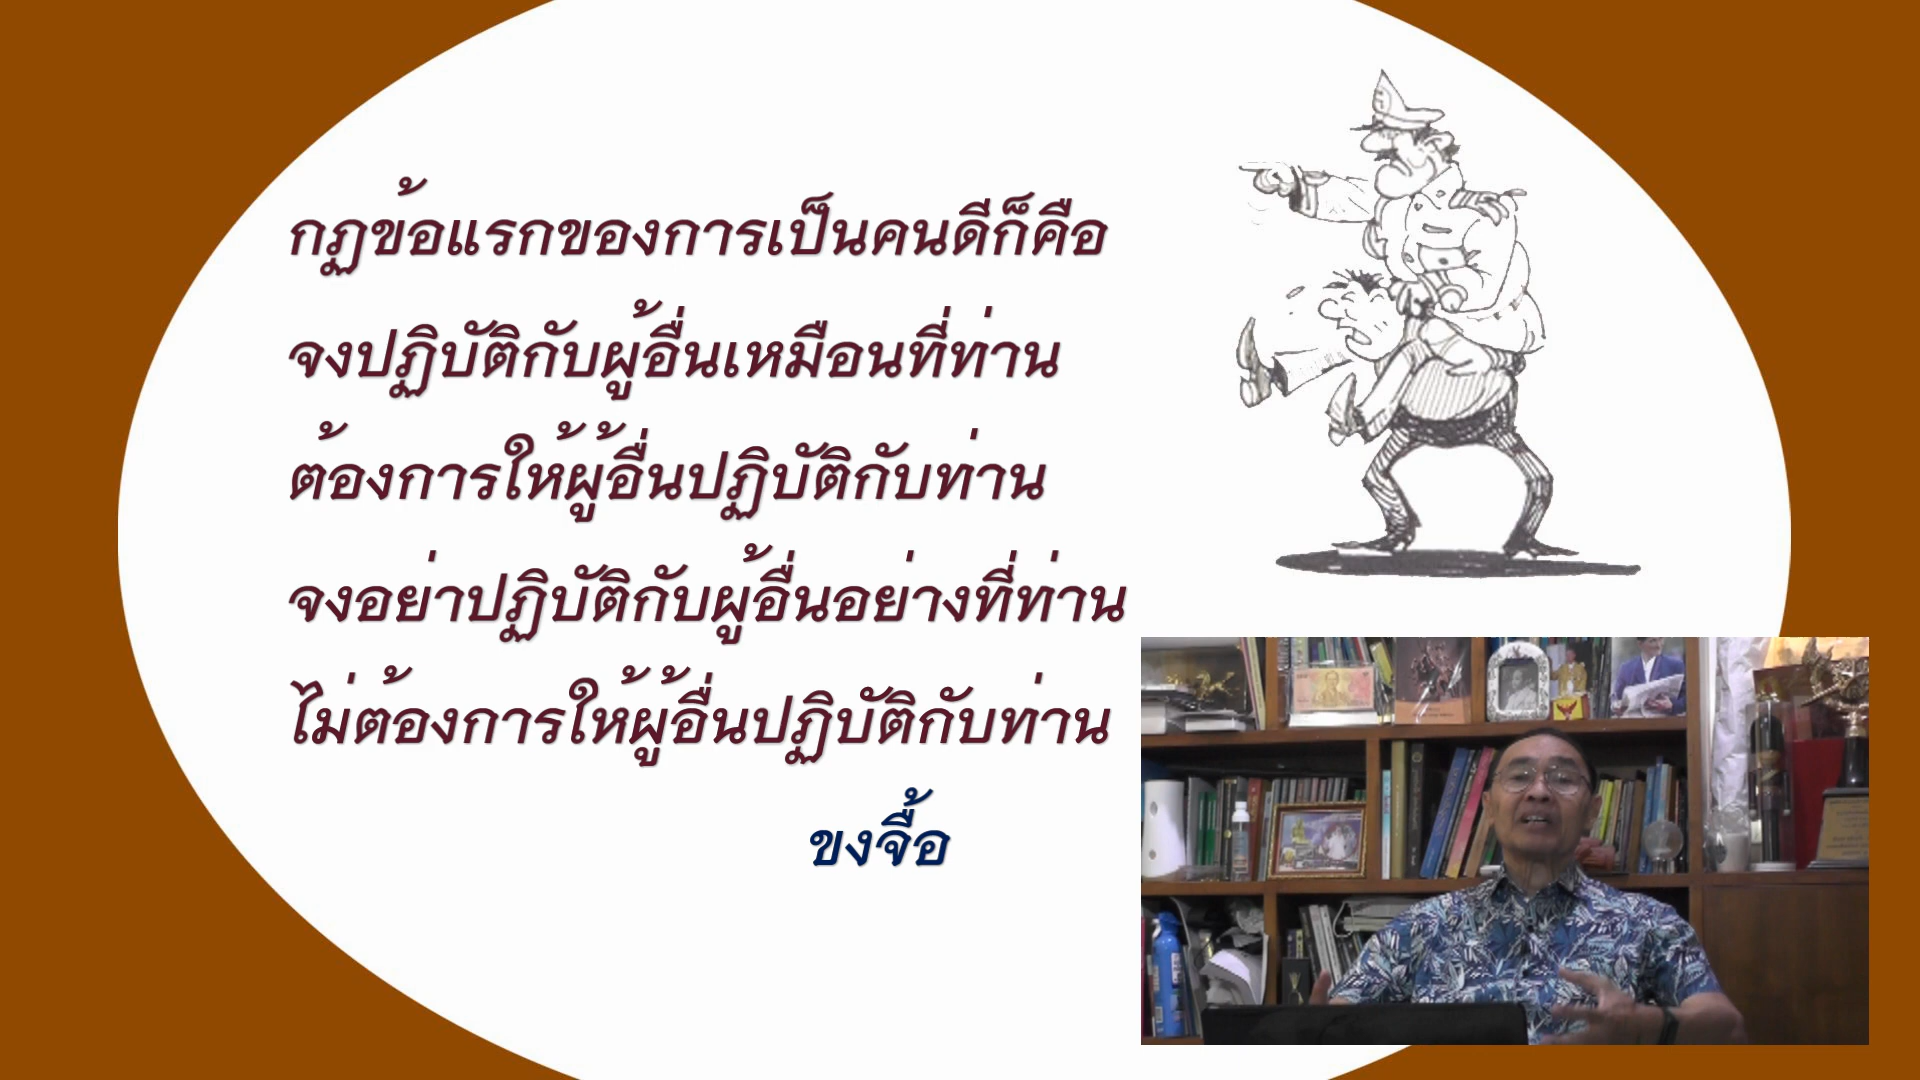 กฏข้อแรกของการเป็นคนดีก็คือ
จงปฏิบัติกับผู้อื่นเหมือนที่ท่าน
ต้องการให้ผู้อื่นปฏิบัติกับท่าน
จงอย่าปฏิบัติกับผู้อื่นอย่างที่ท่าน
ไม่ต้องการให้ผู้อื่นปฏิบัติกับท่าน
ขงจื้อ